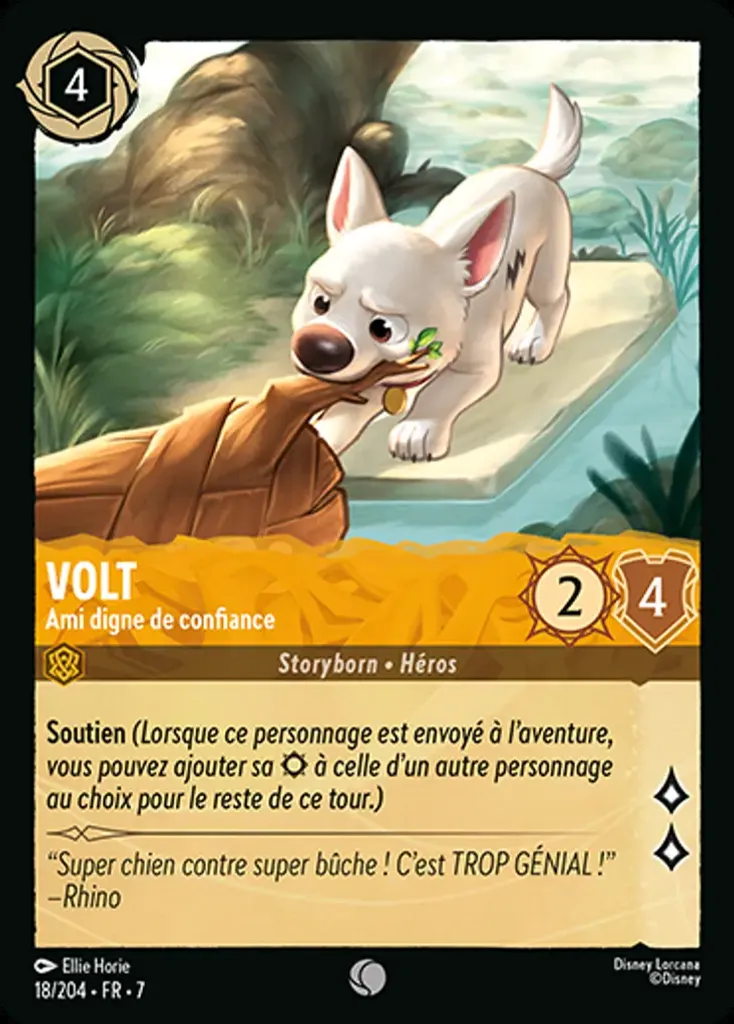 4
VOLT
Ami digne de confiance
2
4
Storyborn • Héros
Soutien (Lorsque ce personnage est envoyé à l'aventure,
vous pouvez ajouter sa à celle d'un autre personnage
au choix pour le reste de ce tour.)
“Super chien contre super bûche ! C'est TROP GÉNIAL !”
–Rhino
Ellie Horie
18/204 • FR • 7
Disney Lorcana
©Disney